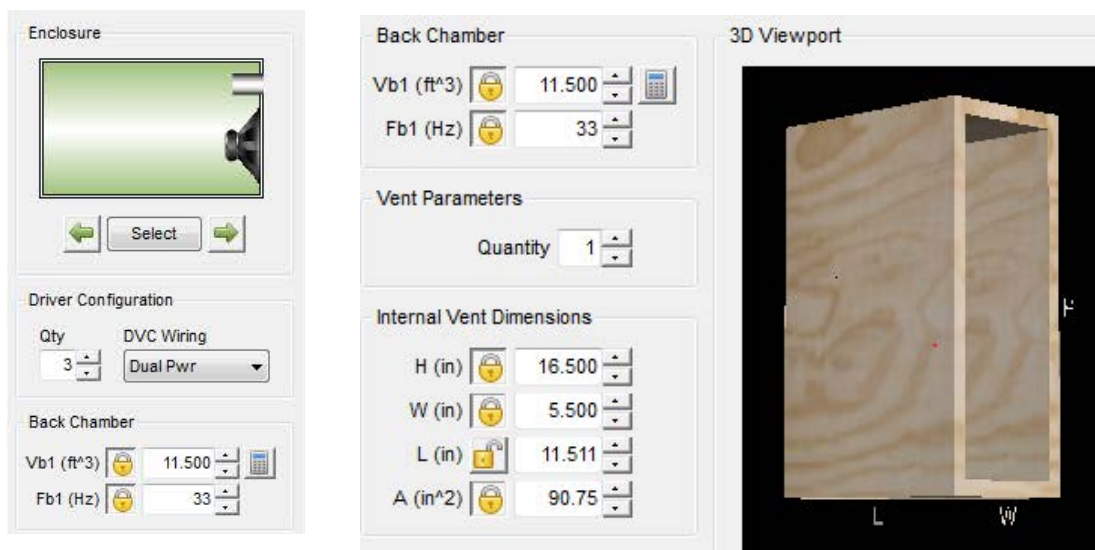 Enclosure
Select
Driver Configuration
Qty DVC Wiring
3 Dual Pwr
Back Chamber
Vb1 (ft^3) 11.500
Fb1 (Hz) 33
Back Chamber
Vb1 (ft^3) 11.500
Fb1 (Hz) 33
Vent Parameters
Quantity 1
Internal Vent Dimensions
H (in) 16.500
W (in) 5.500
L (in) 11.511
A (in^2) 90.75
3D Viewport
H
L W